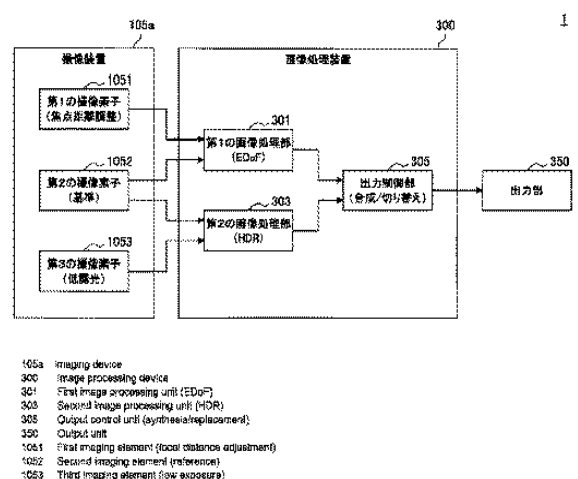 1
105a
300
撮像装置
画像処理装置
1051
第1の撮像素子
(焦点距離調整)
301
第1の画像処理部
(EDoF)
1052
第2の撮像素子
(基準)
305
出力制御部
(合成/切り替え)
350
出力部
303
第2の画像処理部
(HDR)
1053
第3の撮像素子
(低露光)
105a Imaging device
300 Image processing device
301 First image processing unit (EDoF)
303 Second image processing unit (HDR)
305 Output control unit (synthesis/replacement)
350 Output unit
1051 First imaging element (focal distance adjustment)
1052 Second imaging element (reference)
1053 Third imaging element (low exposure)